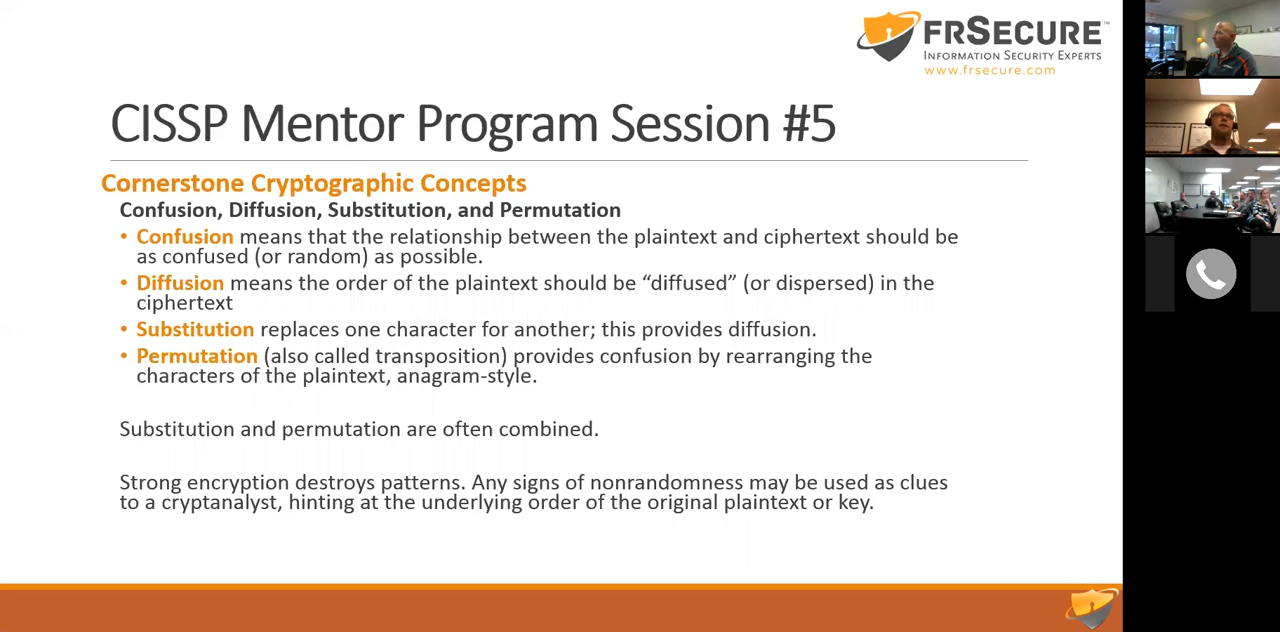 FRSECURE™
INFORMATION SECURITY EXPERTS
www.frsecure.com
CISSP Mentor Program Session #5
Cornerstone Cryptographic Concepts
Confusion, Diffusion, Substitution, and Permutation
• Confusion means that the relationship between the plaintext and ciphertext should be
as confused (or random) as possible.
• Diffusion means the order of the plaintext should be “diffused” (or dispersed) in the
ciphertext
• Substitution replaces one character for another; this provides diffusion.
• Permutation (also called transposition) provides confusion by rearranging the
characters of the plaintext, anagram-style.
Substitution and permutation are often combined.
Strong encryption destroys patterns. Any signs of nonrandomness may be used as clues
to a cryptanalyst, hinting at the underlying order of the original plaintext or key.